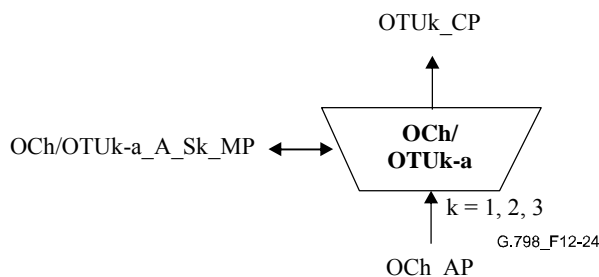 OTUk_CP
OCh/OTUk-a_A_Sk_MP
OCh/
OTUk-a
k = 1, 2, 3
G.798_F12-24
OCh_AP